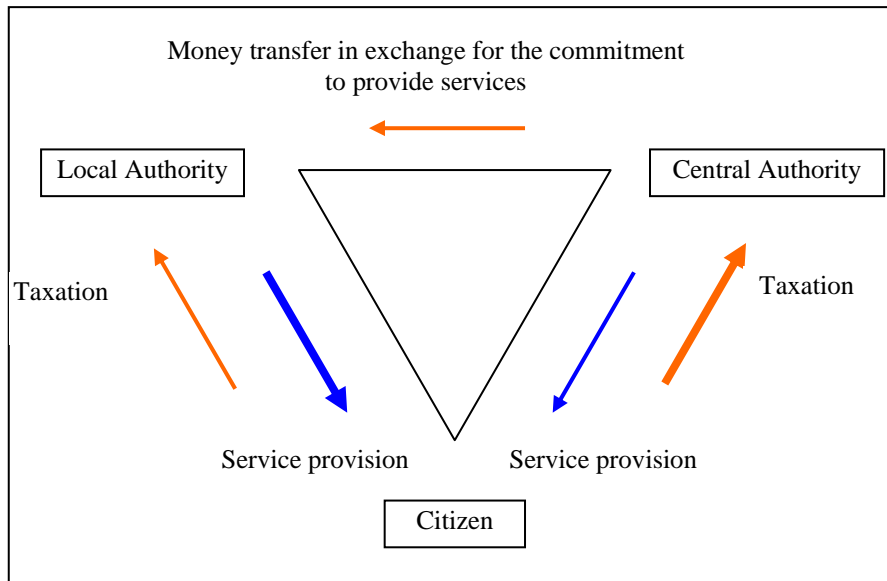 Money transfer in exchange for the commitment
to provide services
Local Authority
Central Authority
Taxation
Taxation
Service provision
Service provision
Citizen